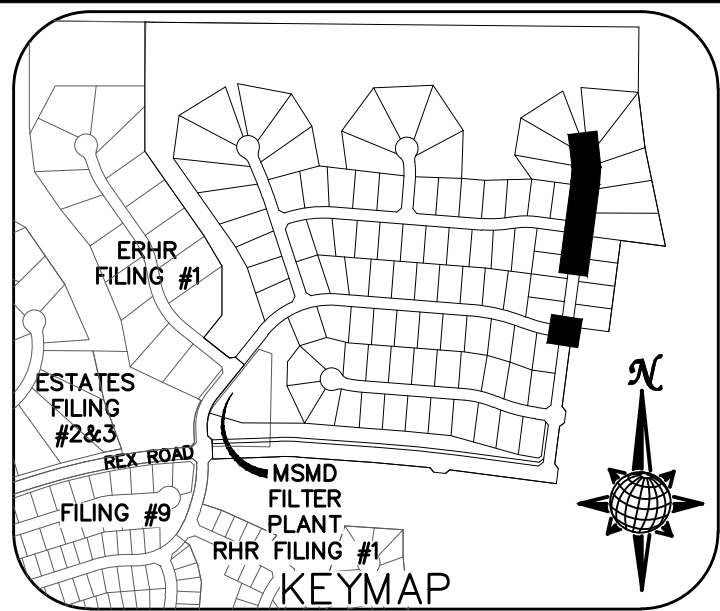 N
ERHR
FILING #1
ESTATES
FILING
#2&3
REX ROAD
FILING #9
MSMD
FILTER
PLANT
RHR FILING #1
KEYMAP